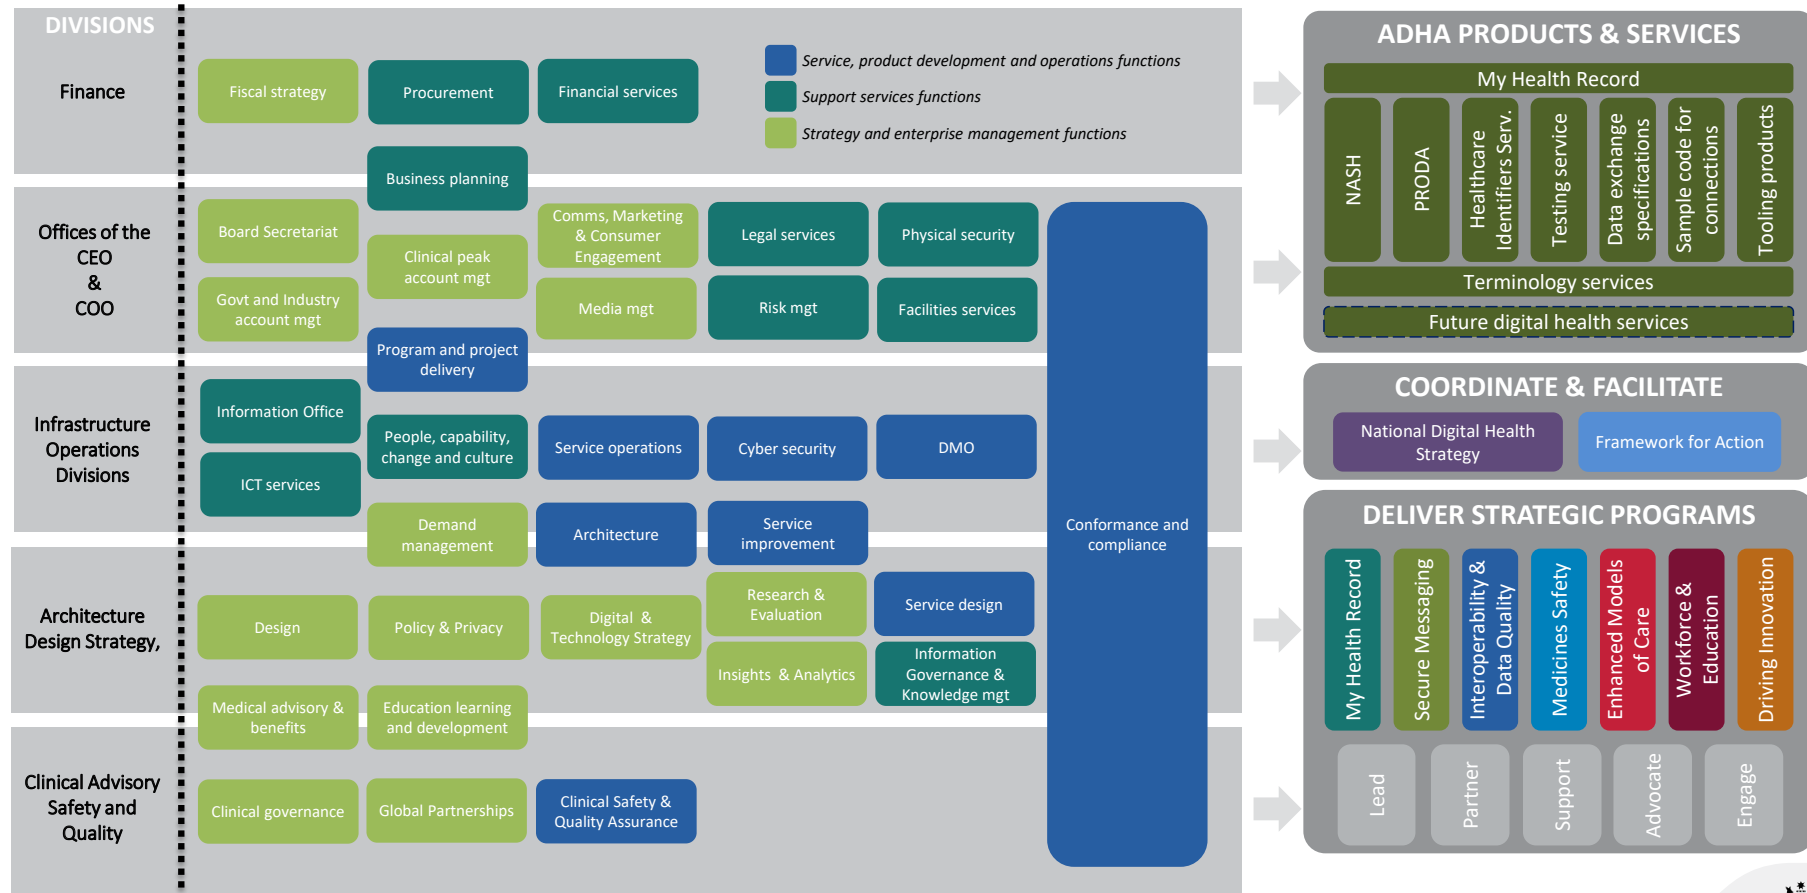 DIVISIONS
Finance
Fiscal strategy
Procurement
Financial services
Service, product development and operations functions
Support services functions
Strategy and enterprise management functions
Business planning
Offices of the
CEO
&
COO
Board Secretariat
Clinical peak
account mgt
Comms, Marketing
& Consumer
Engagement
Legal services
Physical security
Govt and Industry
account mgt
Media mgt
Risk mgt
Facilities services
Program and project
delivery
Infrastructure
Operations
Divisions
Information Office
People, capability,
change and culture
Service operations
Cyber security
DMO
ICT services
Demand
management
Architecture
Service
improvement
Conformance and
compliance
Architecture
Design Strategy,
Design
Policy & Privacy
Digital &
Technology Strategy
Research &
Evaluation
Service design
Insights & Analytics
Information
Governance &
Knowledge mgt
Medical advisory &
benefits
Education learning
and development
Clinical Advisory
Safety and
Quality
Clinical governance
Global Partnerships
Clinical Safety &
Quality Assurance
ADHA PRODUCTS & SERVICES
My Health Record
NASH
PRODA
Healthcare
Identifiers Serv.
Testing service
Data exchange
specifications
Sample code for
connections
Tooling products
Terminology services
Future digital health services
COORDINATE & FACILITATE
National Digital Health
Strategy
Framework for Action
DELIVER STRATEGIC PROGRAMS
My Health Record
Secure Messaging
Interoperability &
Data Quality
Medicines Safety
Enhanced Models
of Care
Workforce &
Education
Driving Innovation
Lead
Partner
Support
Advocate
Engage